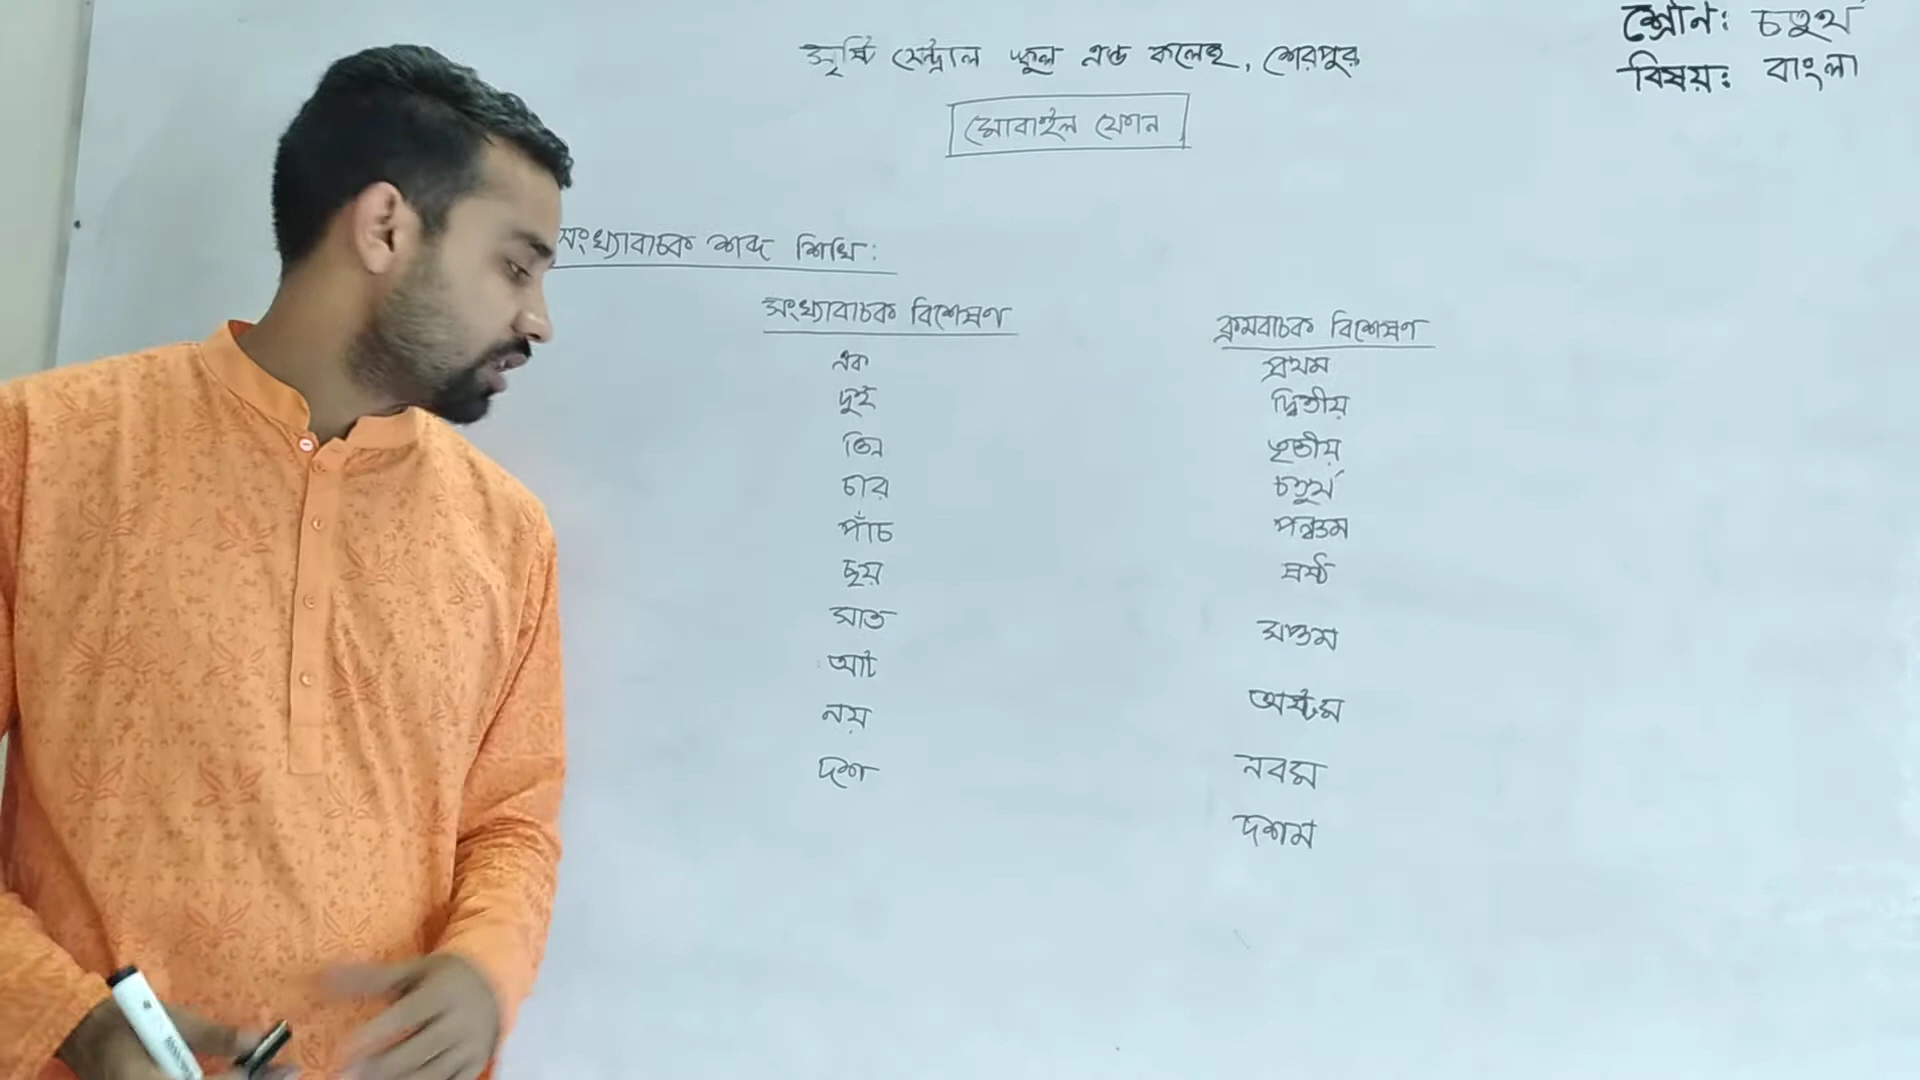 সৃষ্টি সেন্ট্রাল স্কুল এন্ড কলেজ, শেরপুর
শ্রেণি: চতুর্থ
বিষয়: বাংলা
মোবাইল ফোন
সংখ্যাবাচক শব্দ শিখি:
সংখ্যাবাচক বিশেষণ ক্রমবাচক বিশেষণ
এক প্রথম
দুই দ্বিতীয়
তিন তৃতীয়
চার চতুর্থ
পাঁচ পঞ্চম
ছয় ষষ্ঠ
সাত সপ্তম
আট অষ্টম
নয় নবম
দশ দশম